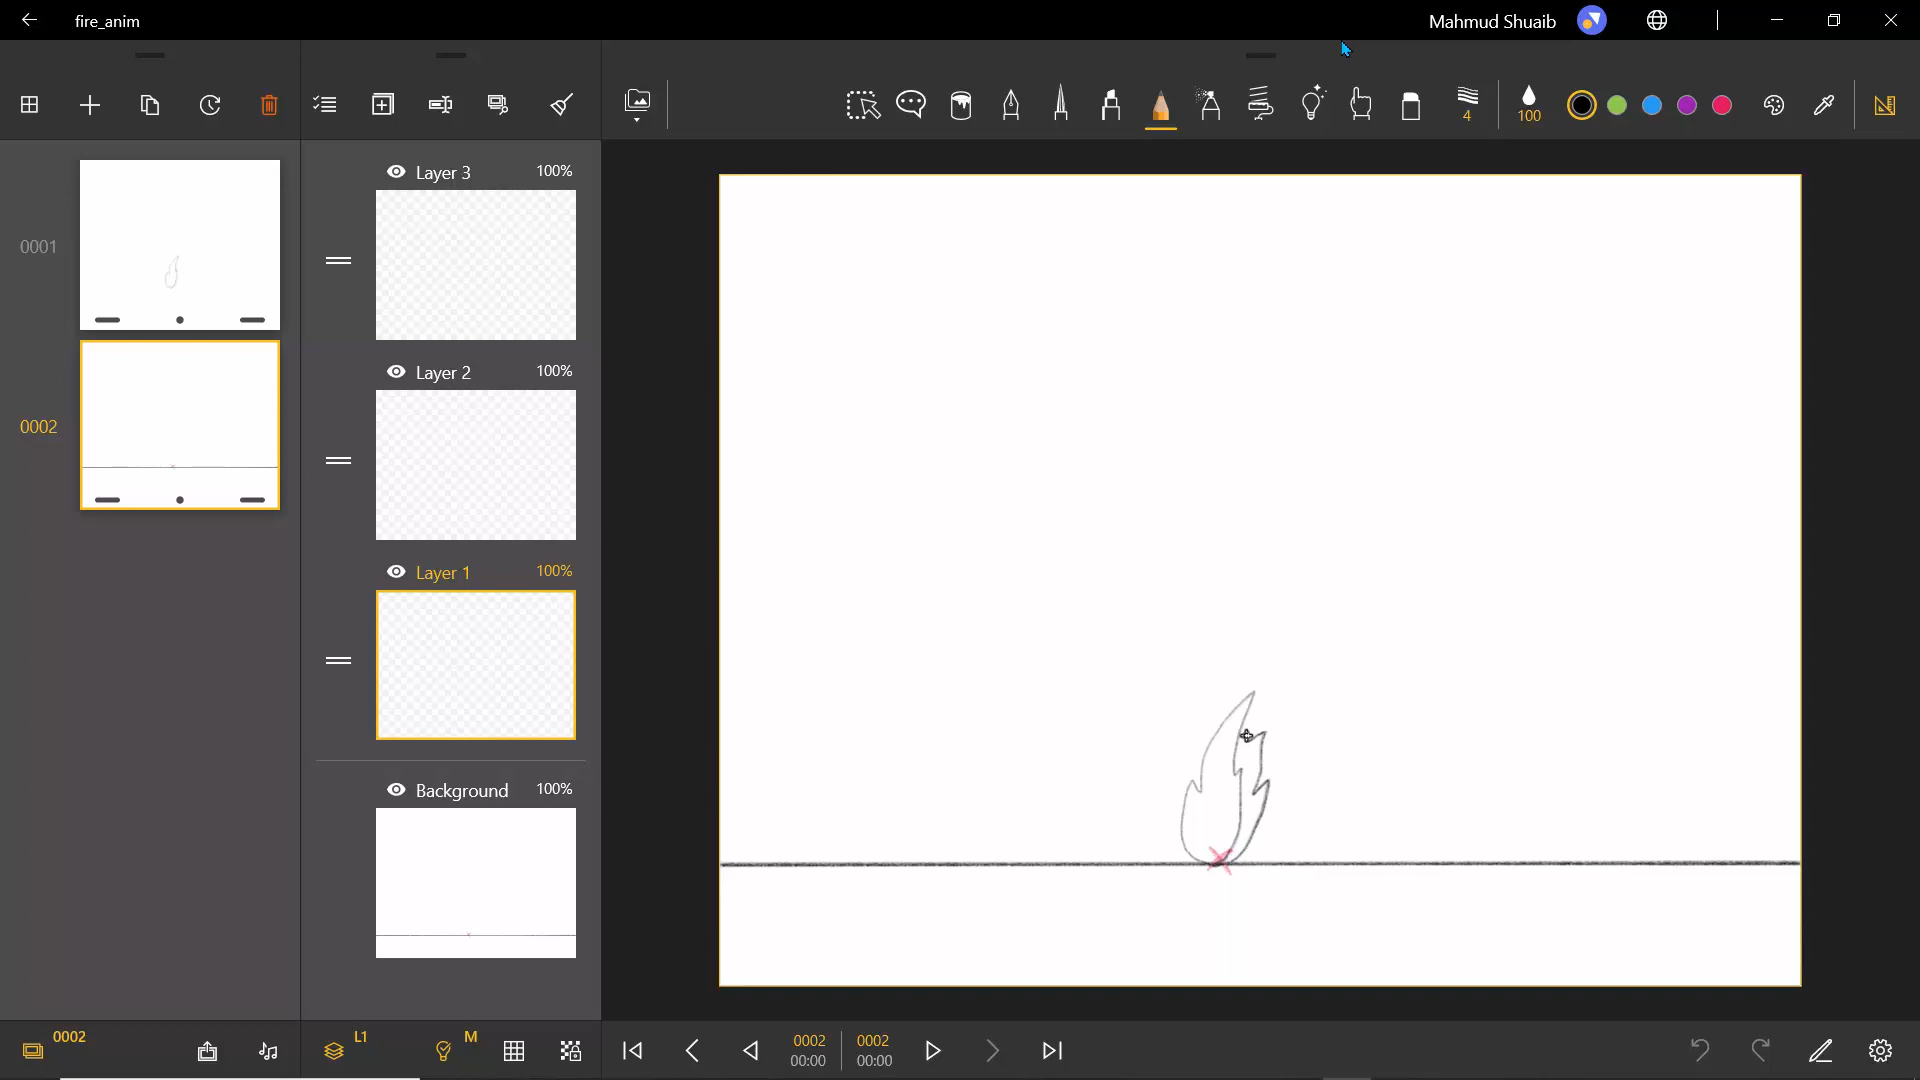 fire_anim
Mahmud Shuaib
4
100
0001
0002
Layer 3 100%
Layer 2 100%
Layer 1 100%
Background 100%
0002
L1
M
0002 0002
00:00 00:00